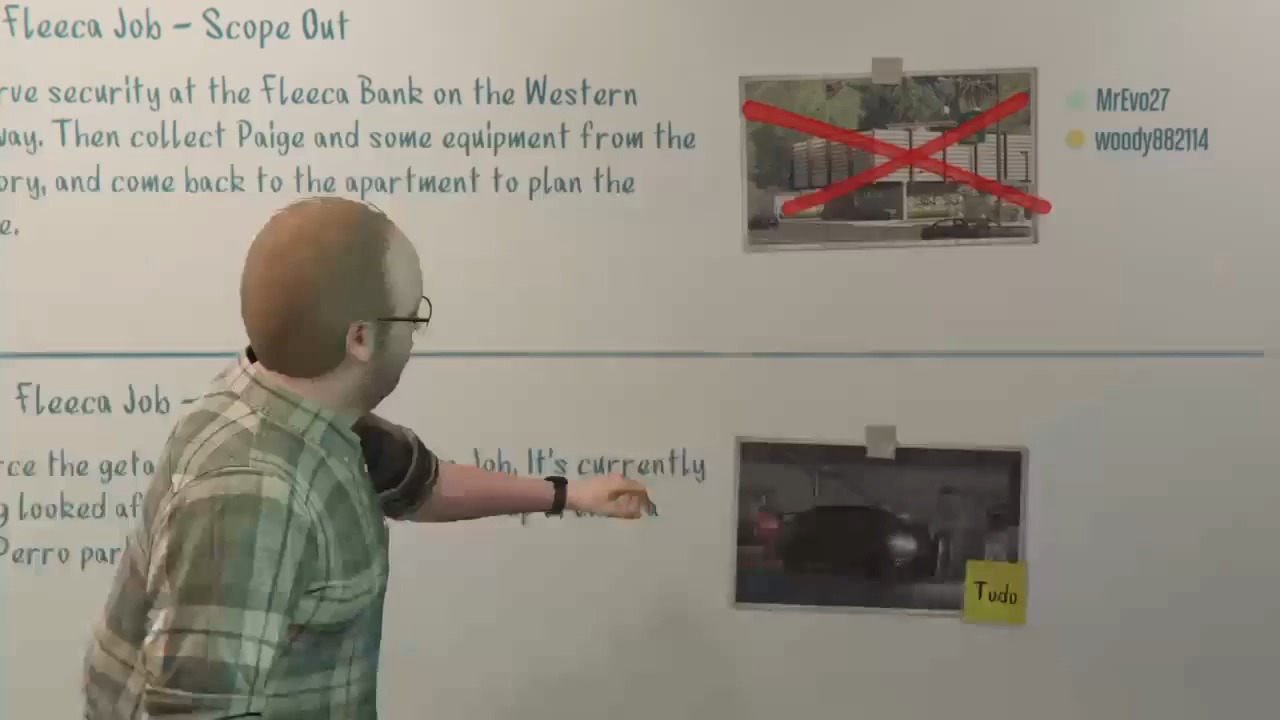 Fleeca Job - Scope Out
rve security at the Fleeca Bank on the Western
way. Then collect Paige and some equipment from the
ory, and come back to the apartment to plan the
e.
MrEvo27
woody882114
Fleeca Job -
rce the geta
Job. It's currently
g looked af
a
Perro par
Tudo